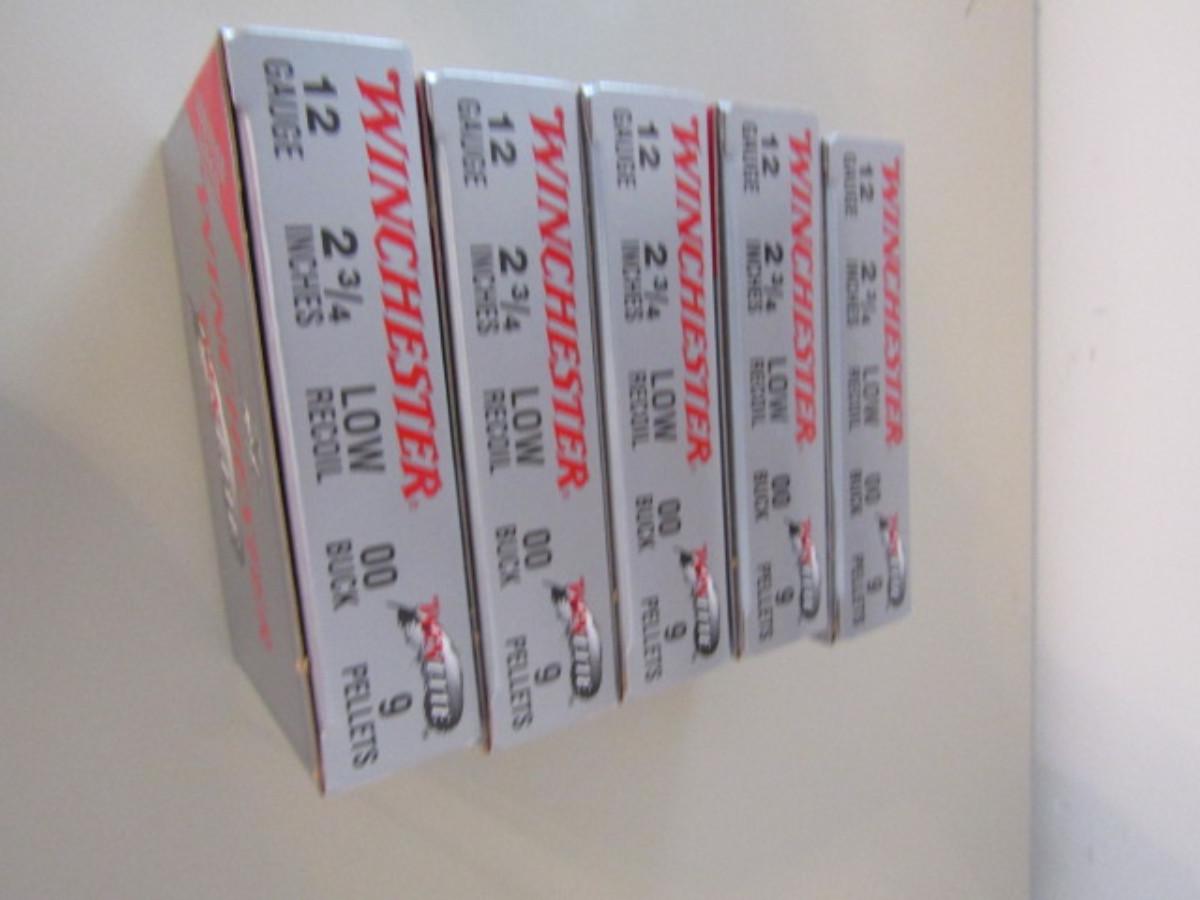 WINCHESTER®
12 GAUGE
2 3/4 INCHES
LOW RECOIL
00 BUCK
9 PELLETS
WINCHESTER
12 GAUGE
2 3/4 INCHES
LOW RECOIL
00 BUCK
9 PELLETS
WINCHESTER
12 GAUGE
2 3/4 INCHES
LOW RECOIL
00 BUCK
9 PELLETS
WINCHESTER
12 GAUGE
2 3/4 INCHES
LOW RECOIL
00 BUCK
9 PELLETS
WINCHESTER
12 GAUGE
2 3/4 INCHES
LOW RECOIL
00 BUCK
9 PELLETS